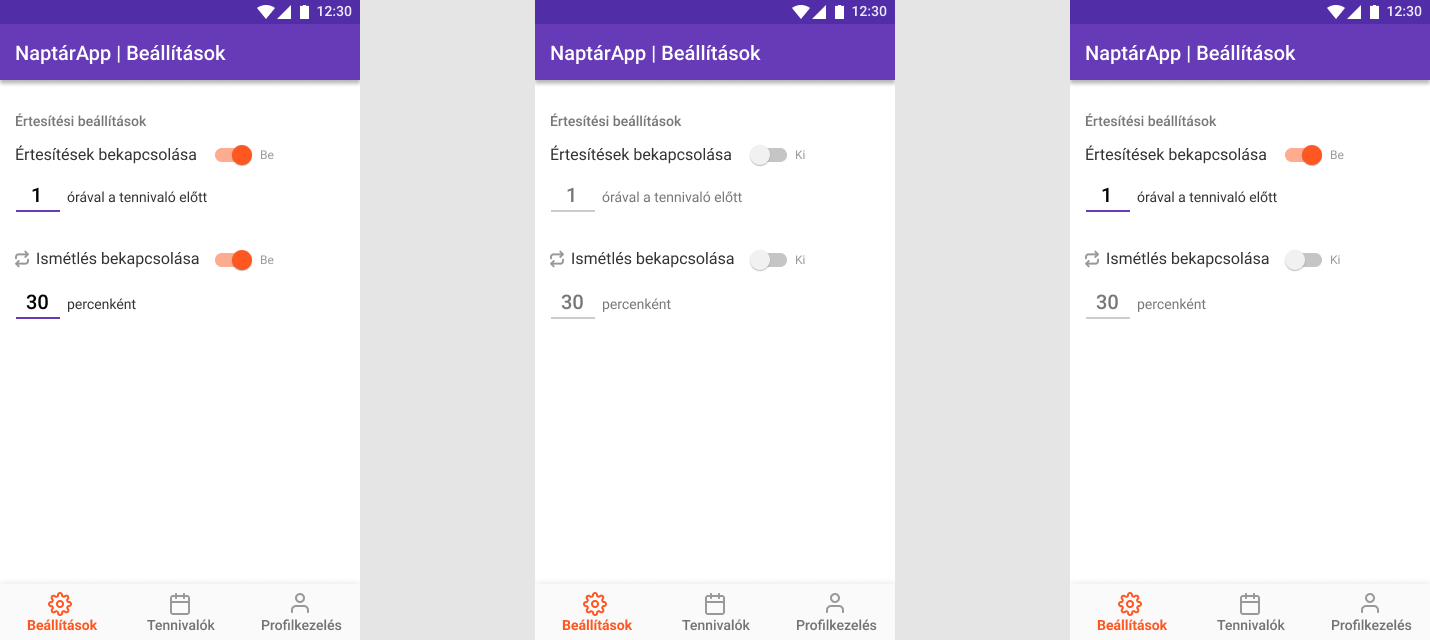 12:30
NaptárApp | Beállítások
Értesítési beállítások
Értesítések bekapcsolása Be
1 órával a tennivaló előtt
Ismétlés bekapcsolása Be
30 percenként
Beállítások Tennivalók Profilkezelés
12:30
NaptárApp | Beállítások
Értesítési beállítások
Értesítések bekapcsolása Ki
1 órával a tennivaló előtt
Ismétlés bekapcsolása Ki
30 percenként
Beállítások Tennivalók Profilkezelés
12:30
NaptárApp | Beállítások
Értesítési beállítások
Értesítések bekapcsolása Be
1 órával a tennivaló előtt
Ismétlés bekapcsolása Ki
30 percenként
Beállítások Tennivalók Profilkezelés